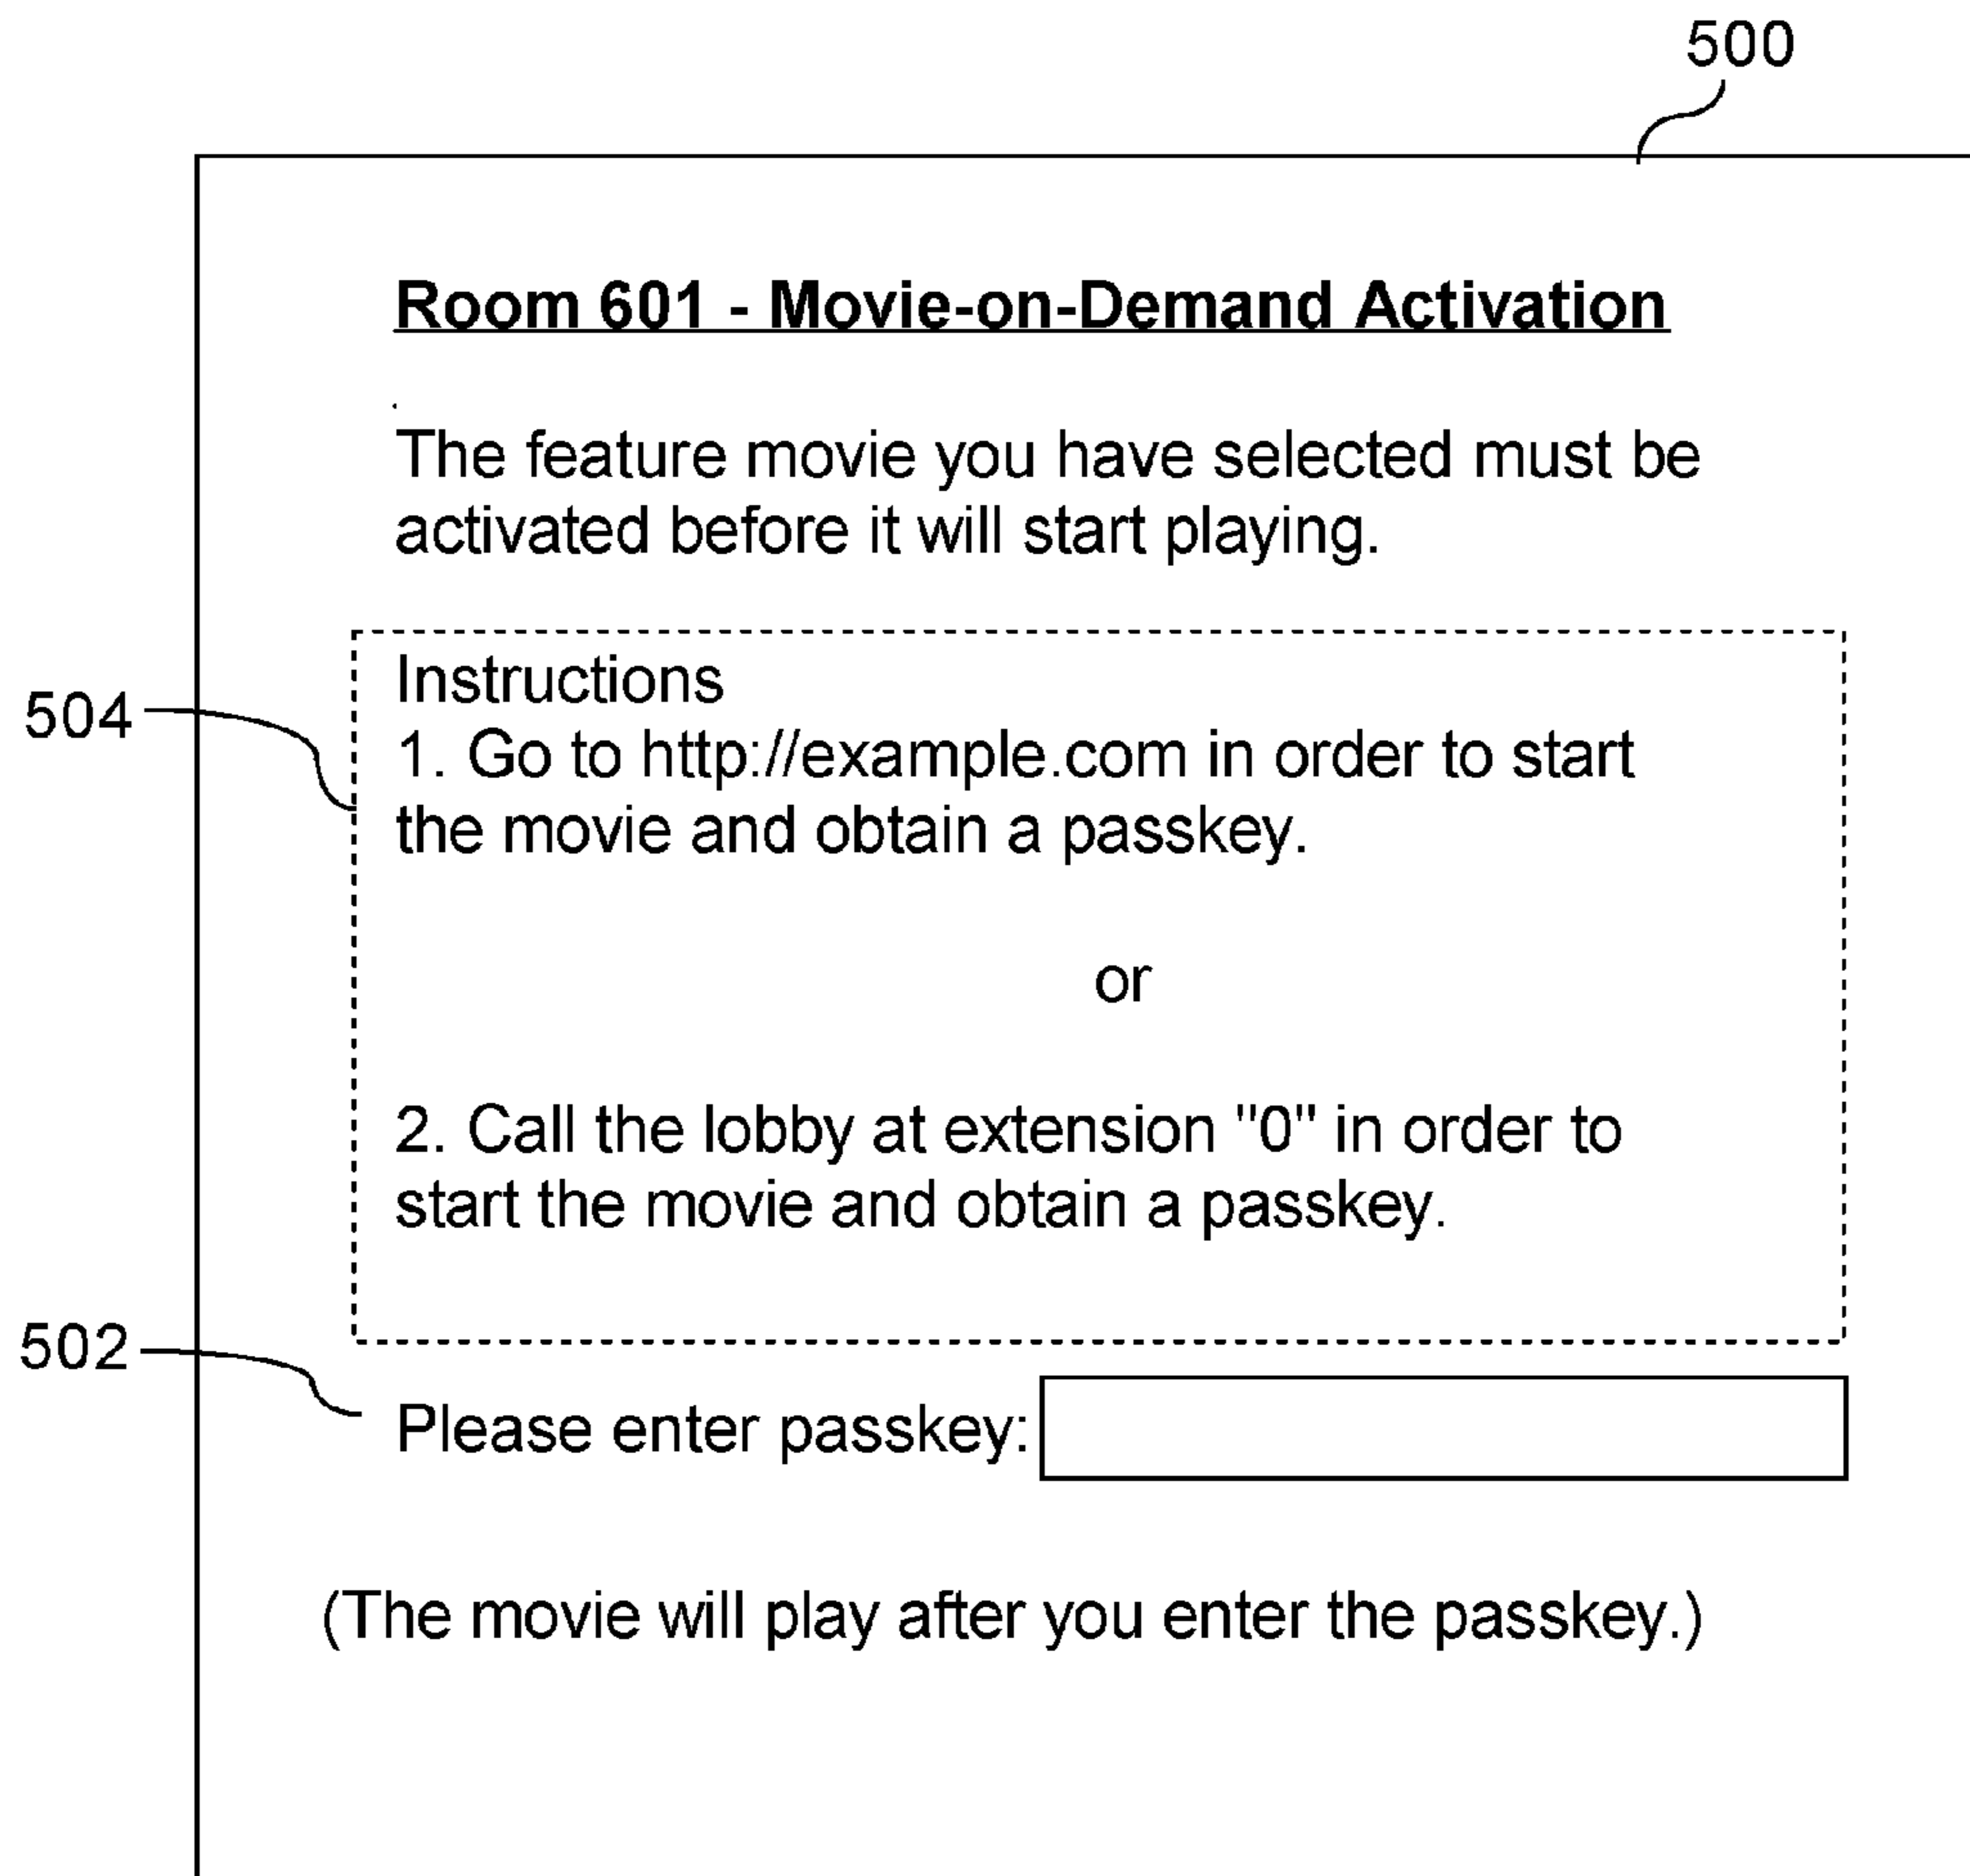 500
Room 601 - Movie-on-Demand Activation
The feature movie you have selected must be
activated before it will start playing.
504
Instructions
1. Go to http://example.com in order to start
the movie and obtain a passkey.
or
2. Call the lobby at extension "0" in order to
start the movie and obtain a passkey.
502
Please enter passkey:
(The movie will play after you enter the passkey.)